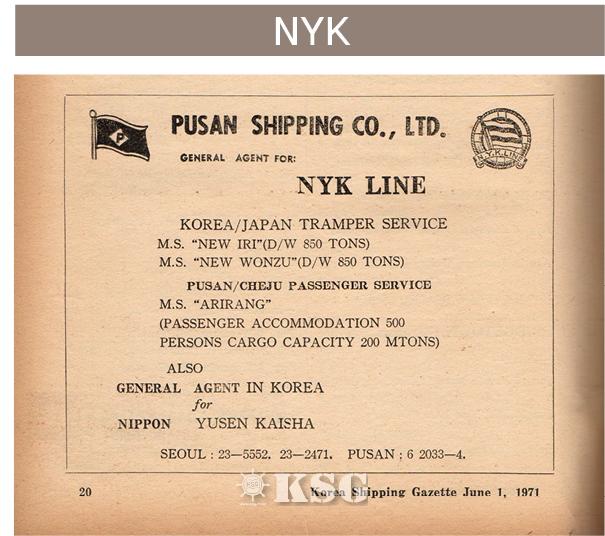 NYK
P
PUSAN SHIPPING CO., LTD.
N.Y.K. LINE
GENERAL AGENT FOR:
NYK LINE
KOREA/JAPAN TRAMPER SERVICE
M.S. “NEW IRI”(D/W 850 TONS)
M.S. “NEW WONZU”(D/W 850 TONS)
PUSAN/CHEJU PASSENGER SERVICE
M.S. “ARIRANG”
(PASSENGER ACCOMMODATION 500
PERSONS CARGO CAPACITY 200 MTONS)
ALSO
GENERAL AGENT IN KOREA
for
NIPPON YUSEN KAISHA
SEOUL : 23—5552. 23—2471. PUSAN : 6 2033—4.
20
KSG
KSG
Korea Shipping Gazette June 1, 1971